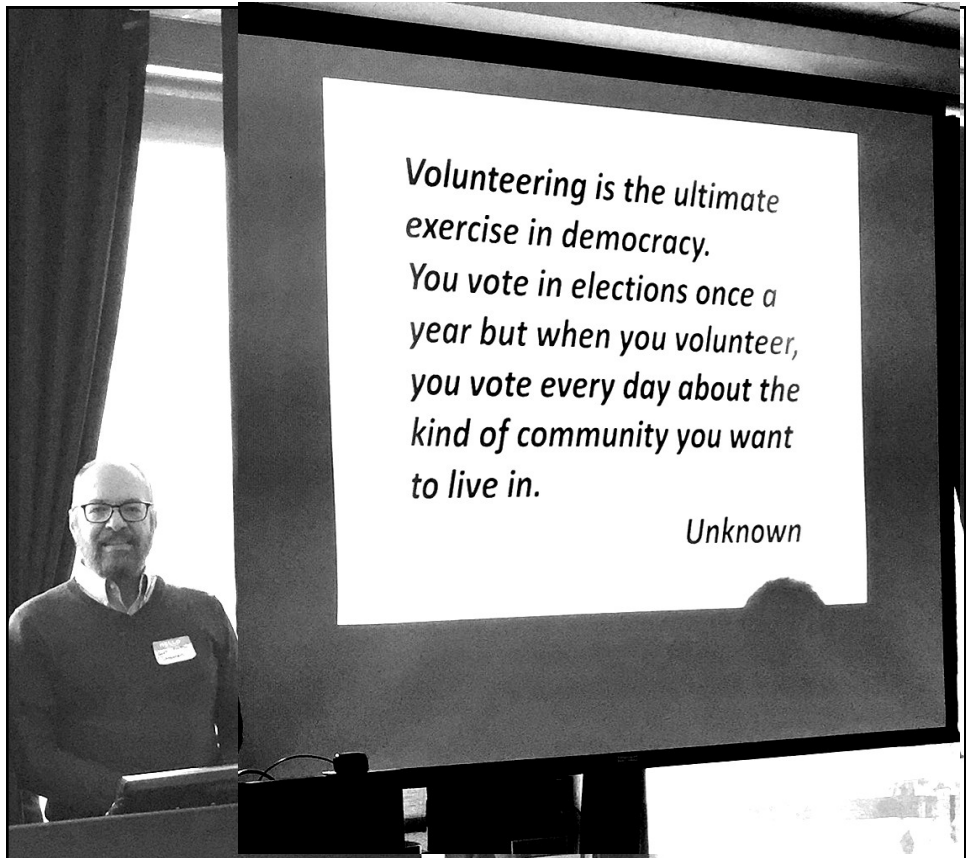 Volunteering is the ultimate
exercise in democracy.
You vote in elections once a
year but when you volunteer,
you vote every day about the
kind of community you want
to live in.
Unknown